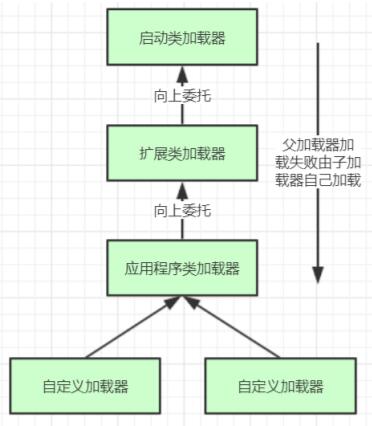 启动类加载器
向上委托
扩展类加载器
父加载器加
载失败由子加
载器自己加载
向上委托
应用程序类加载器
自定义加载器
自定义加载器